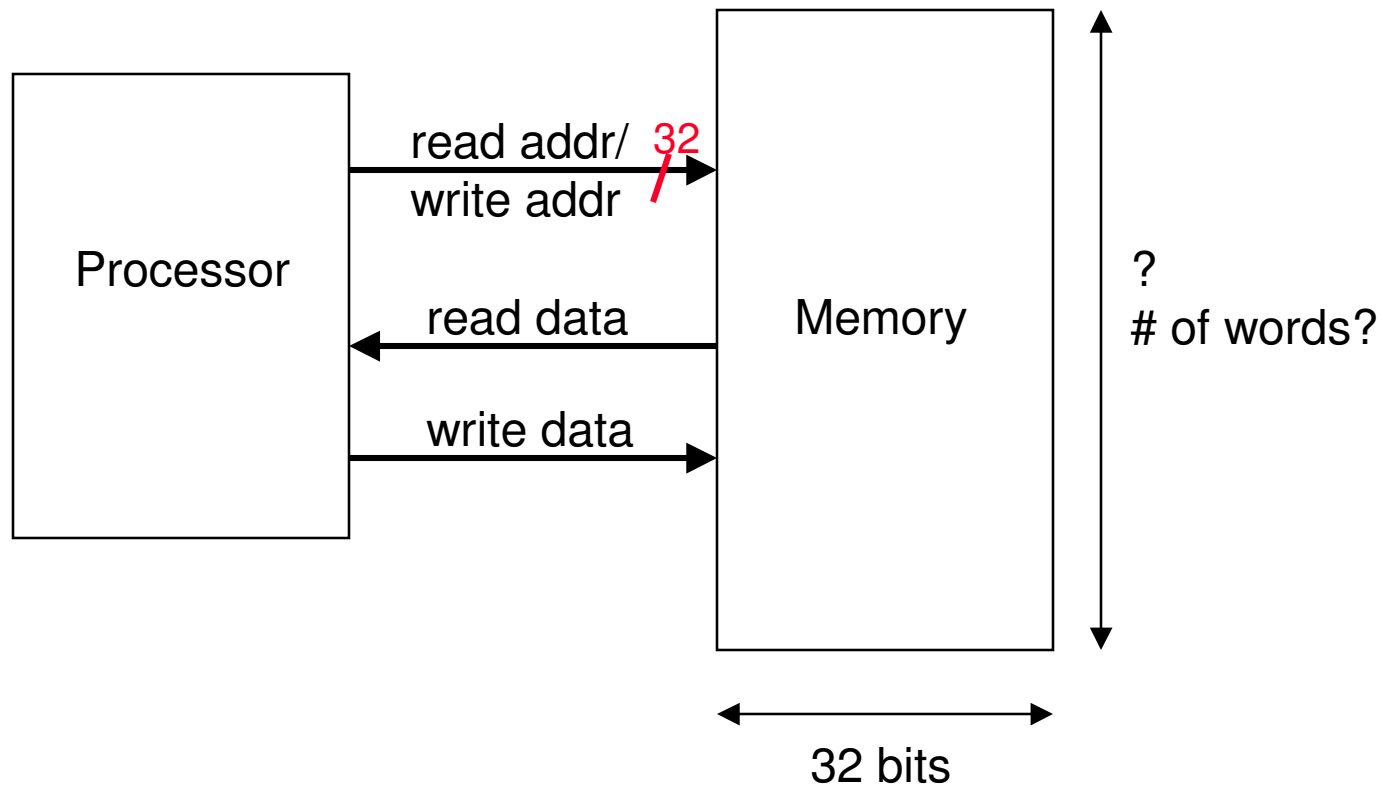 read addr/ 32
write addr
Processor
read data
write data
Memory
?
# of words?
32 bits